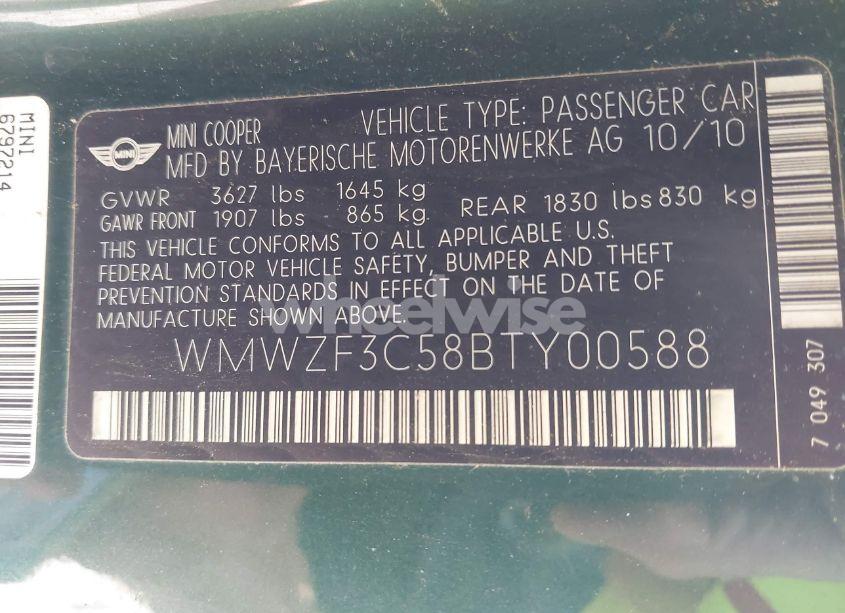 MINI
6797214
MINI
MINI COOPER VEHICLE TYPE: PASSENGER CAR
MFD BY BAYERISCHE MOTORENWERKE AG 10/10
GVWR 3627 lbs 1645 kg
GAWR FRONT 1907 lbs 865 kg REAR 1830 lbs 830 kg
THIS VEHICLE CONFORMS TO ALL APPLICABLE U.S.
FEDERAL MOTOR VEHICLE SAFETY, BUMPER AND THEFT
PREVENTION STANDARDS IN EFFECT ON THE DATE OF
MANUFACTURE SHOWN ABOVE.
wheelwise
WMWZF3C58BTY00588
7 049 307